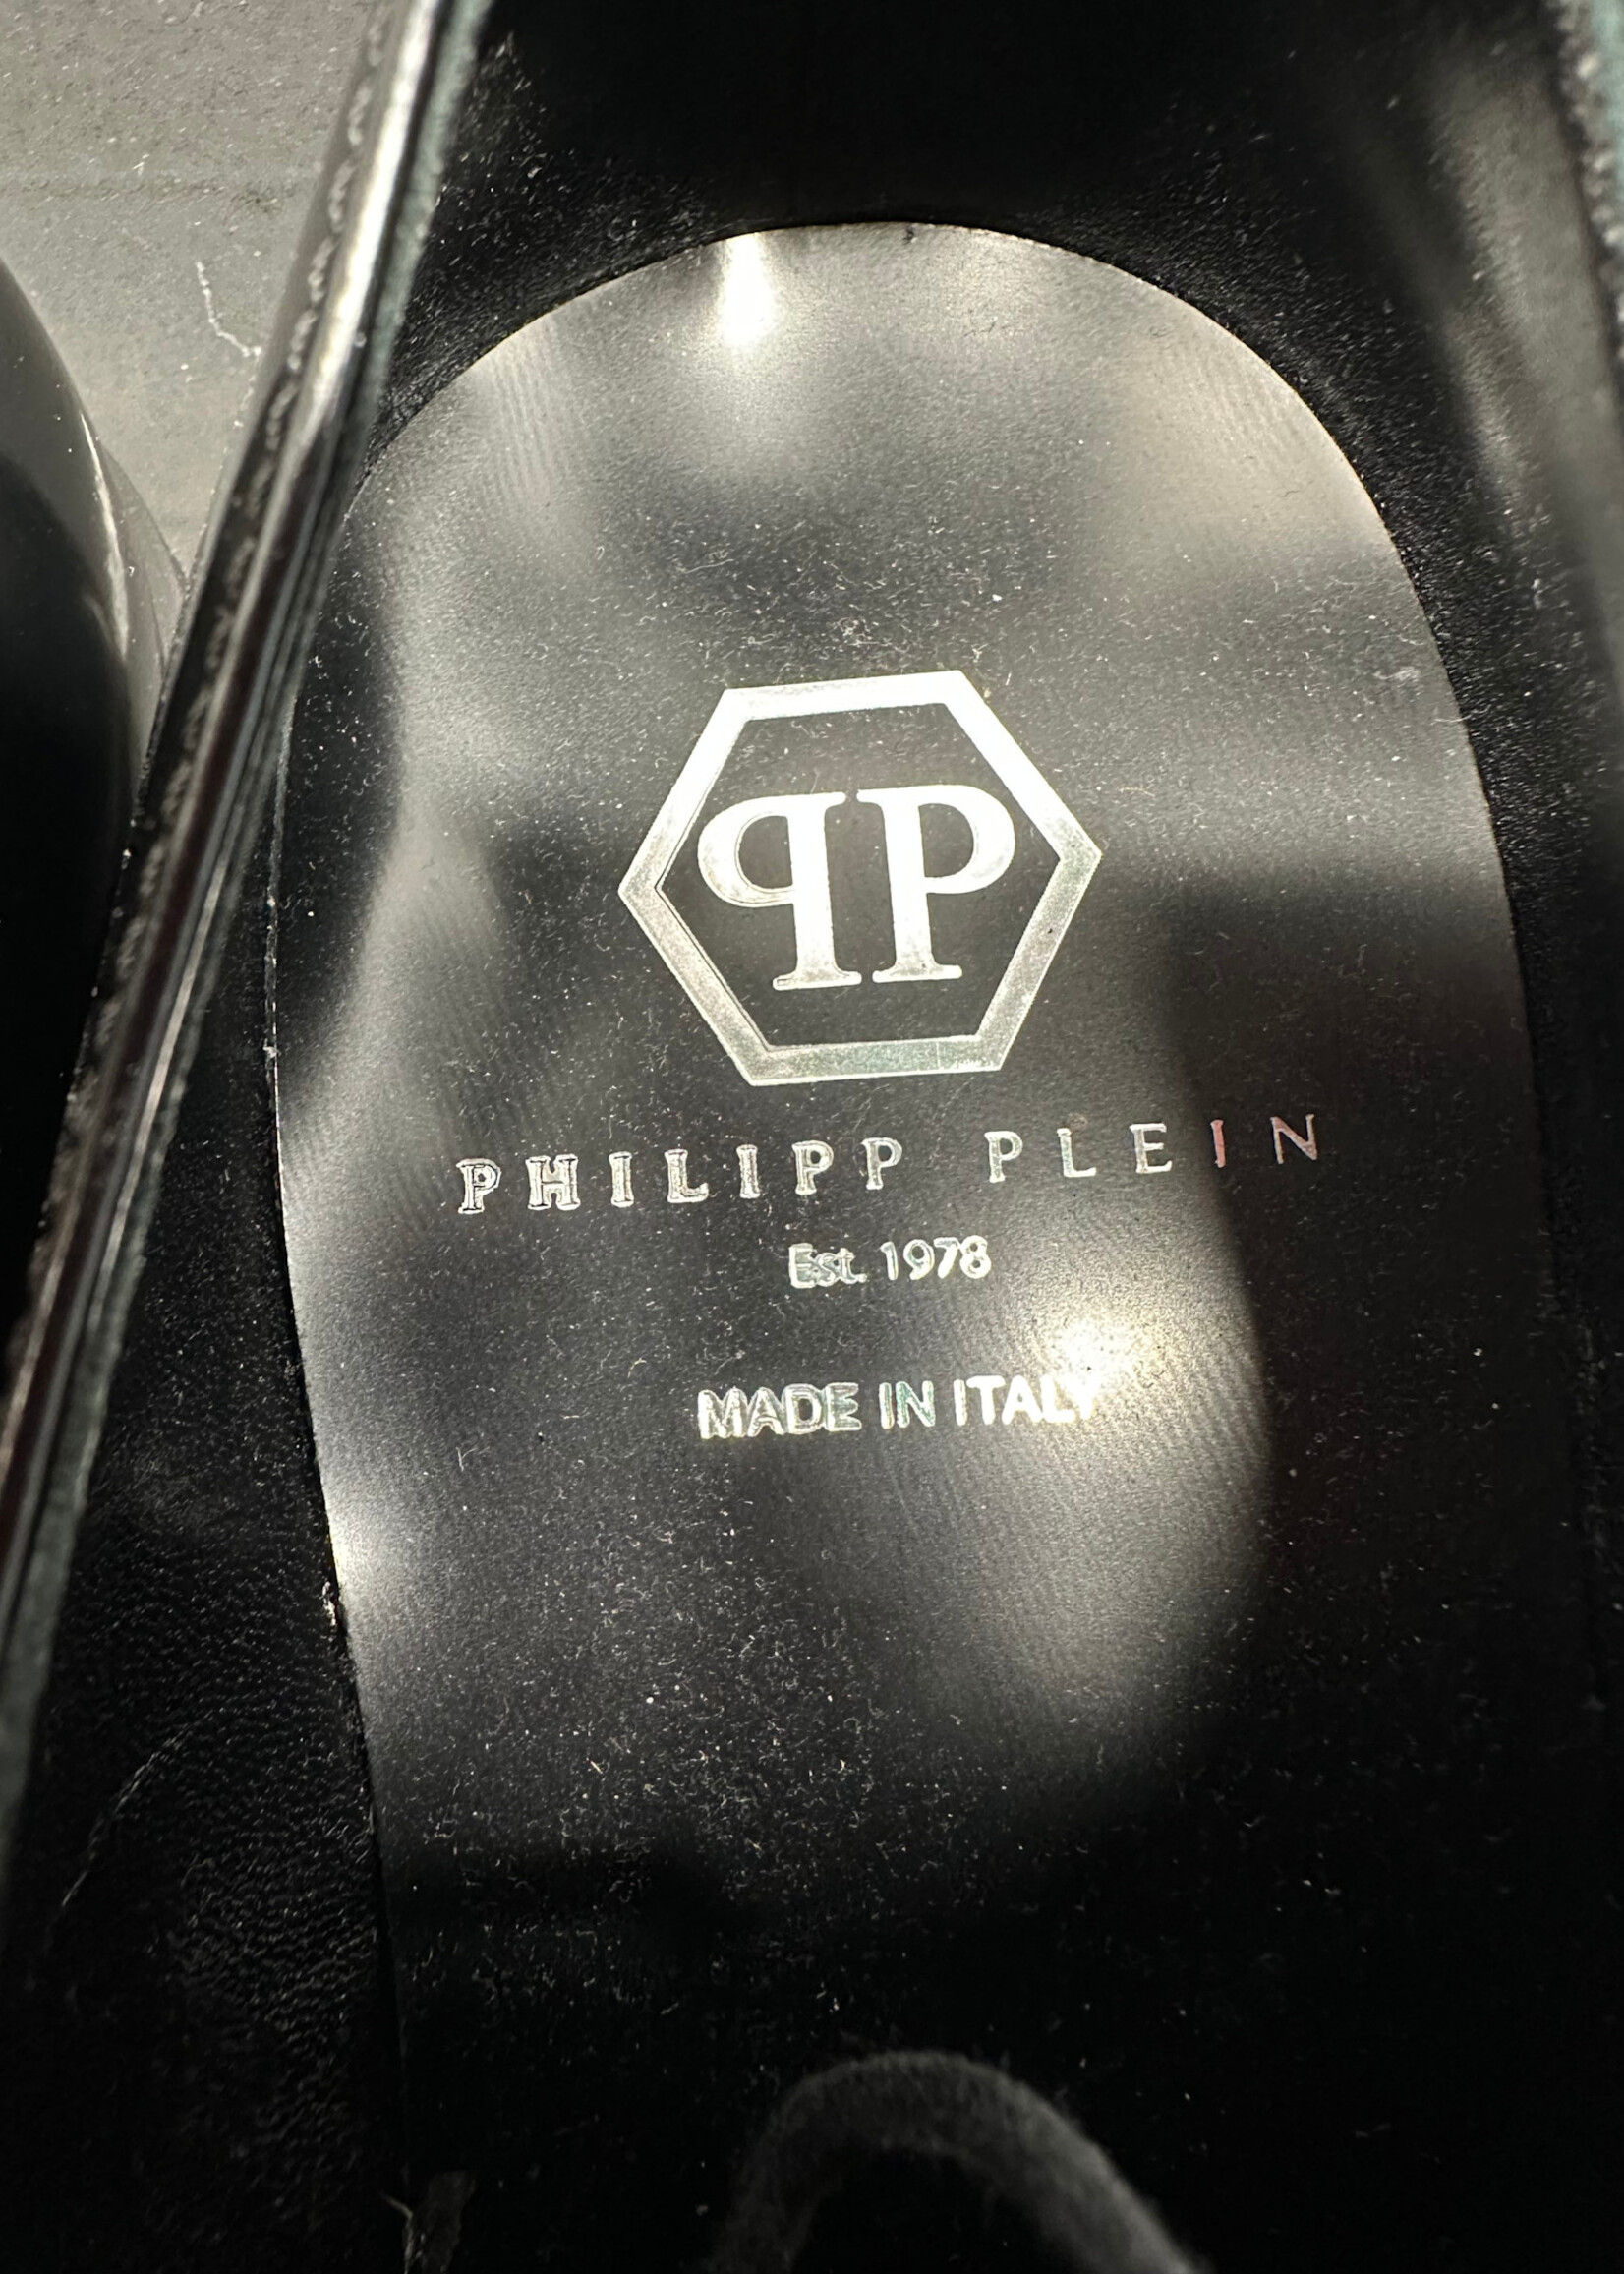 PP
PHILIPP PLEIN
Est. 1978
MADE IN ITALY